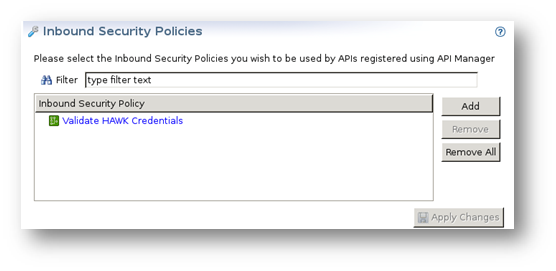 Inbound Security Policies
Please select the Inbound Security Policies you wish to be used by APIs registered using API Manager
Filter type filter text
Inbound Security Policy
Validate HAWK Credentials
Add
Remove
Remove All
Apply Changes